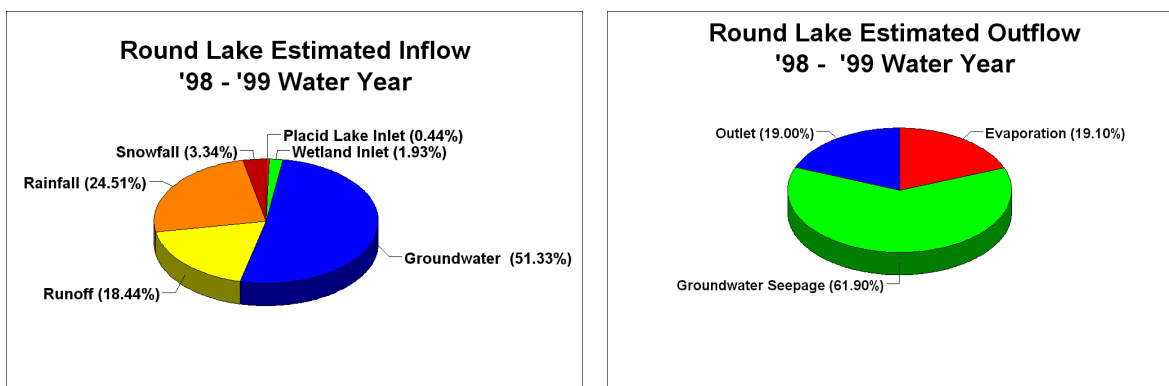 Round Lake Estimated Inflow
'98 - '99 Water Year
Placid Lake Inlet (0.44%)
Wetland Inlet (1.93%)
Snowfall (3.34%)
Rainfall (24.51%)
Groundwater (51.33%)
Runoff (18.44%)
Round Lake Estimated Outflow
'98 - '99 Water Year
Outlet (19.00%)
Evaporation (19.10%)
Groundwater Seepage (61.90%)